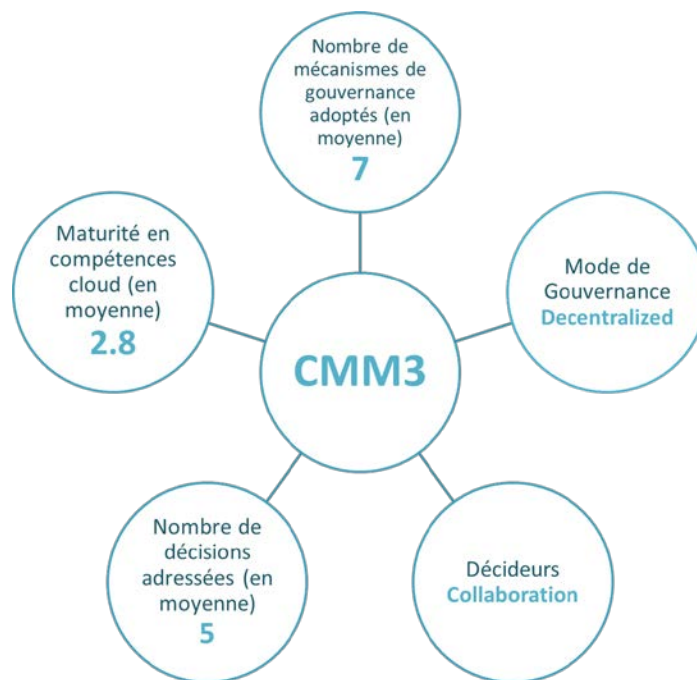 Nombre de
mécanismes de
gouvernance
adoptés (en
moyenne)
7
Maturité en
compétences
cloud (en
moyenne)
2.8
Mode de
Gouvernance
Decentralized
CMM3
Nombre de
décisions
adressées (en
moyenne)
5
Décideurs
Collaboration